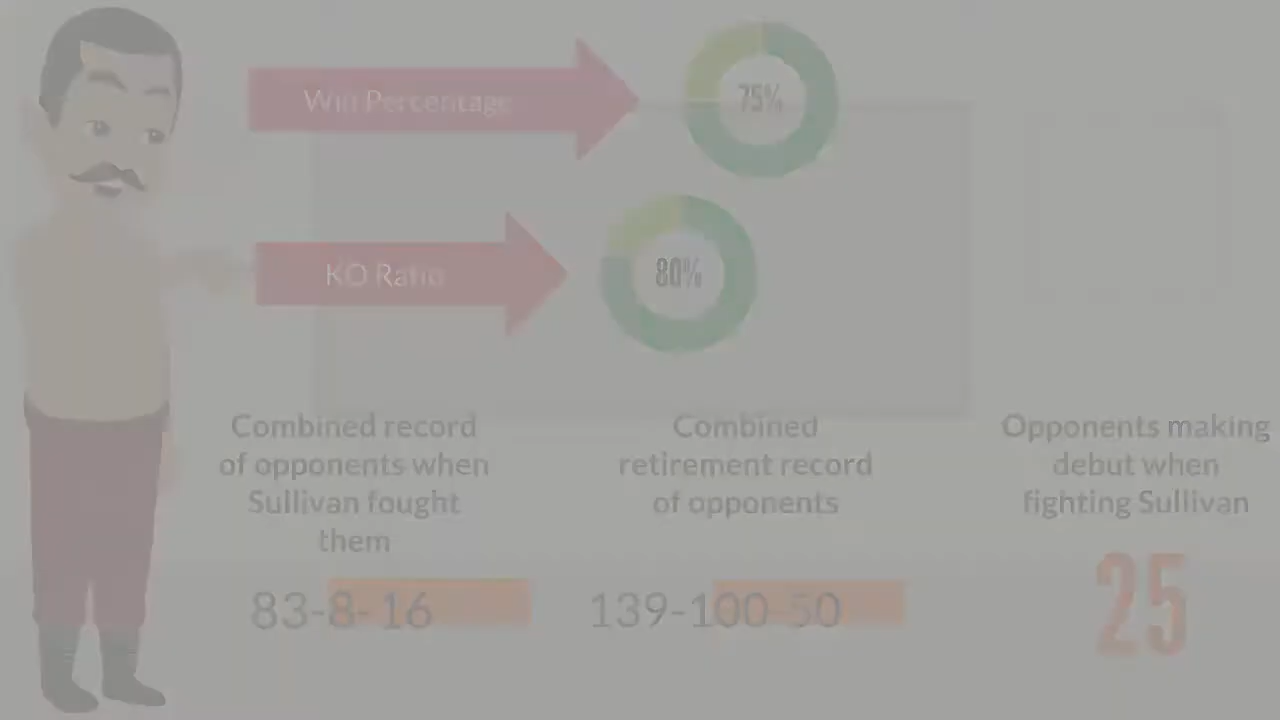 Win Percentage
75%
KO Ratio
80%
Combined record
of opponents when
Sullivan fought
them
83-8-16
Combined
retirement record
of opponents
139-100-50
Opponents making
debut when
fighting Sullivan
25